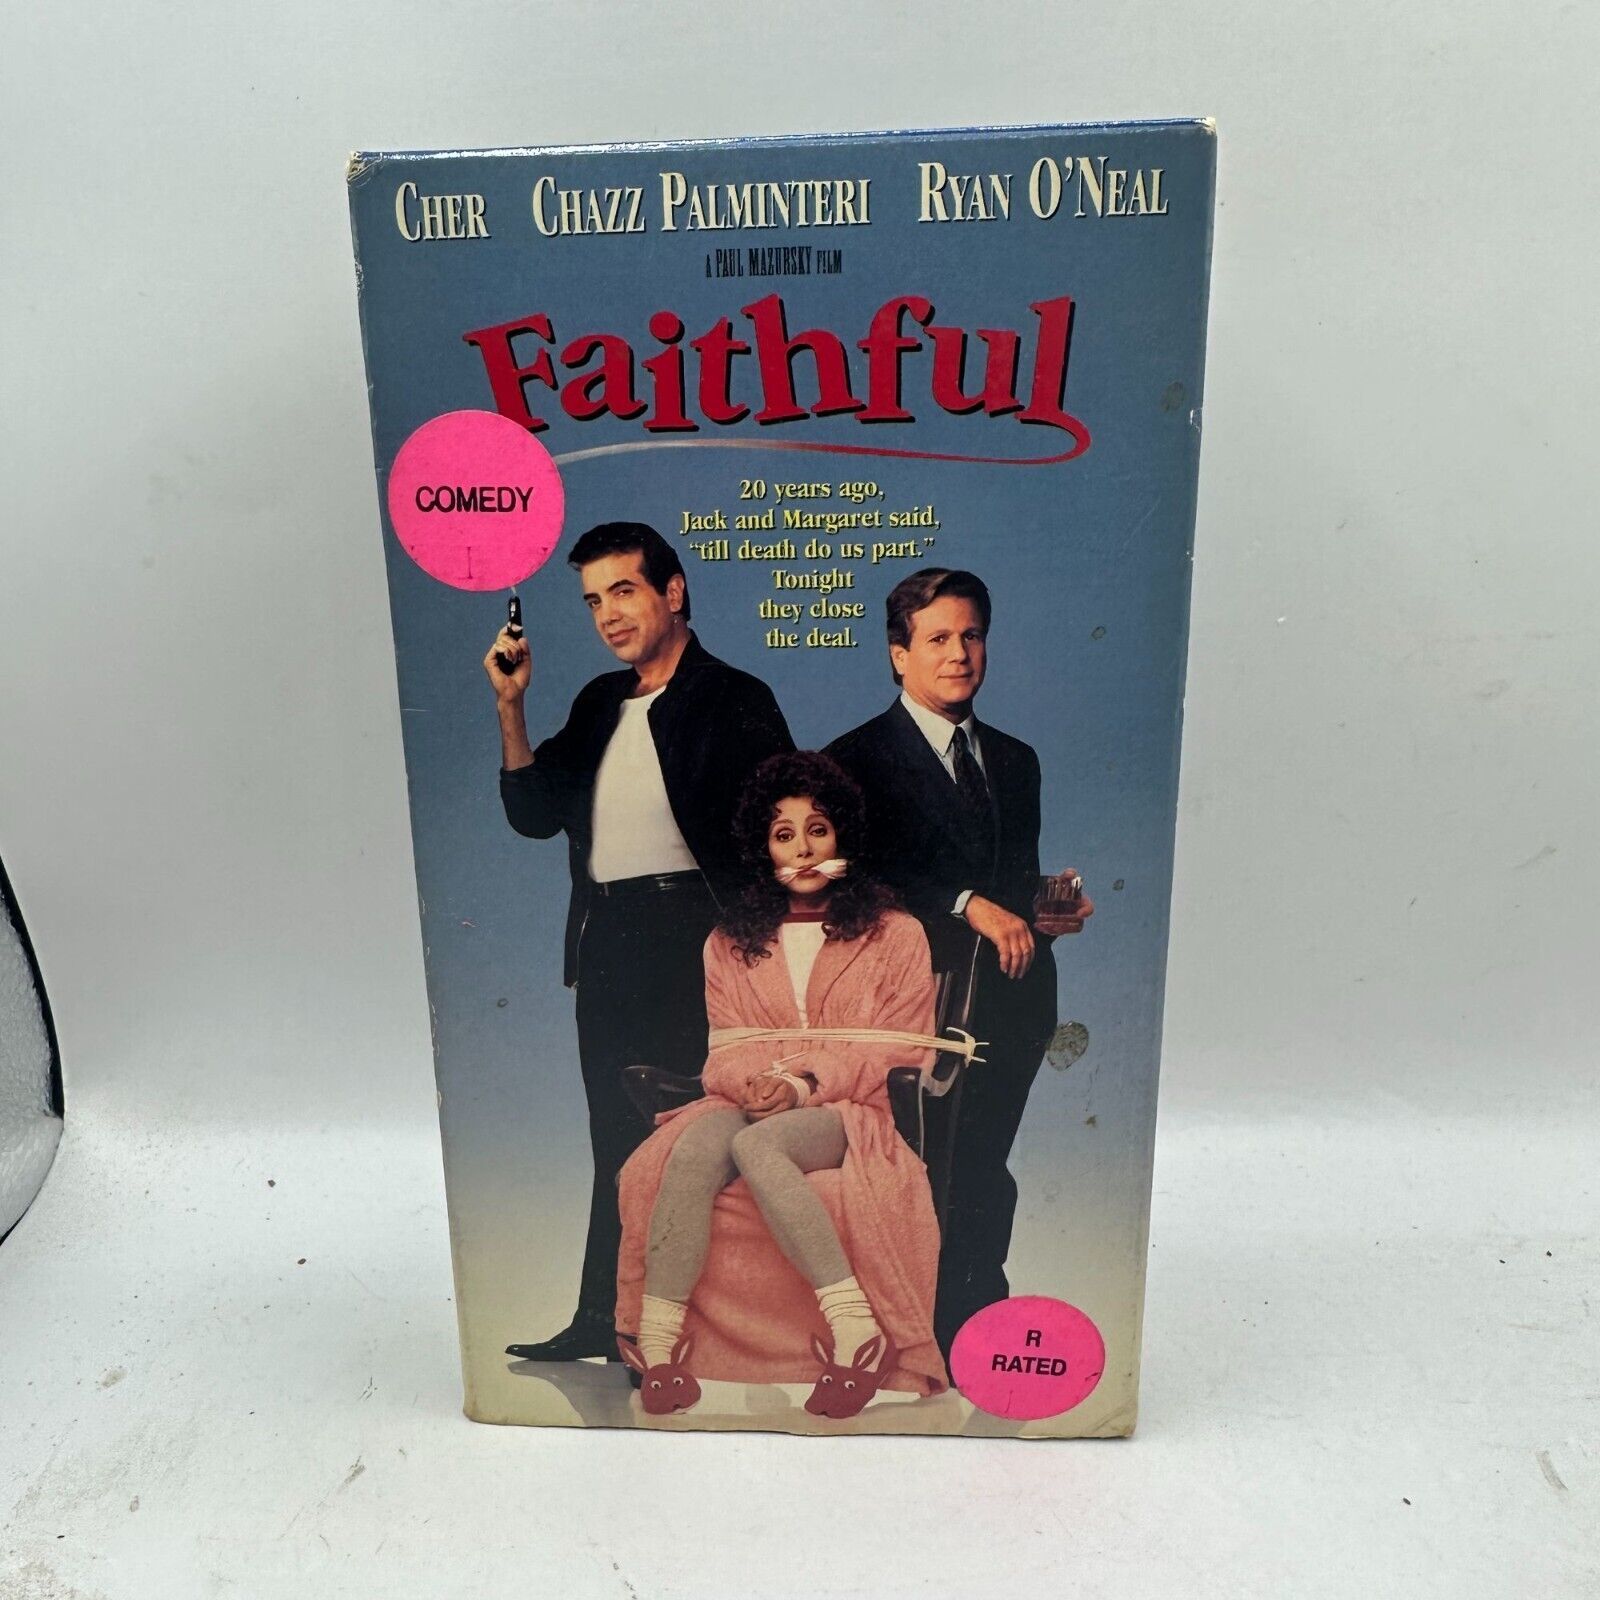 CHER CHAZZ PALMINTERI RYAN O'NEAL
A PAUL MAZURSKY FILM
Faithful
COMEDY
20 years ago,
Jack and Margaret said,
"till death do us part."
Tonight
they close
the deal.
R
RATED